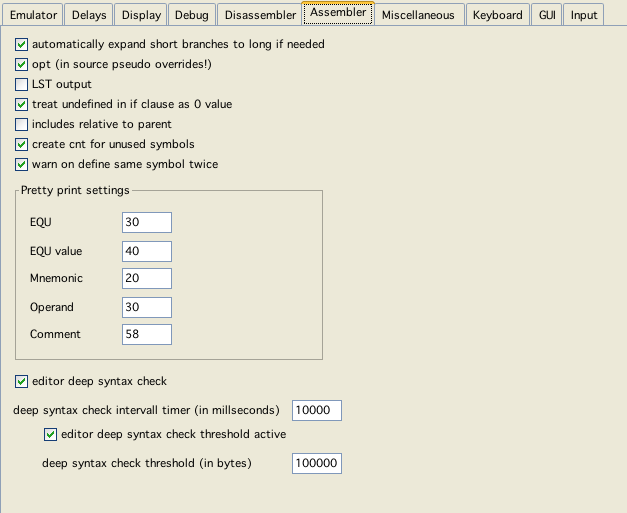 Emulator Delays Display Debug Disassembler Assembler Miscellaneous Keyboard GUI Input
automatically expand short branches to long if needed
opt (in source pseudo overrides!)
LST output
treat undefined in if clause as 0 value
includes relative to parent
create cnt for unused symbols
warn on define same symbol twice
Pretty print settings
EQU 30
EQU value 40
Mnemonic 20
Operand 30
Comment 58
editor deep syntax check
deep syntax check intervall timer (in millseconds) 10000
editor deep syntax check threshold active
deep syntax check threshold (in bytes) 100000